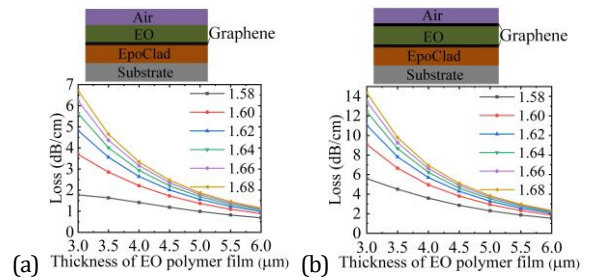 Air
EO
Graphene
EpoClad
Substrate
7
6
5
4
3
2
1
0
Loss (dB/cm)
1.58
1.60
1.62
1.64
1.66
1.68
3.0 3.5 4.0 4.5 5.0 5.5 6.0
(a) Thickness of EO polymer film (μm)
Air
EO
Graphene
EpoClad
Substrate
14
12
10
8
6
4
2
0
Loss (dB/cm)
1.58
1.60
1.62
1.64
1.66
1.68
3.0 3.5 4.0 4.5 5.0 5.5 6.0
(b) Thickness of EO polymer film (μm)